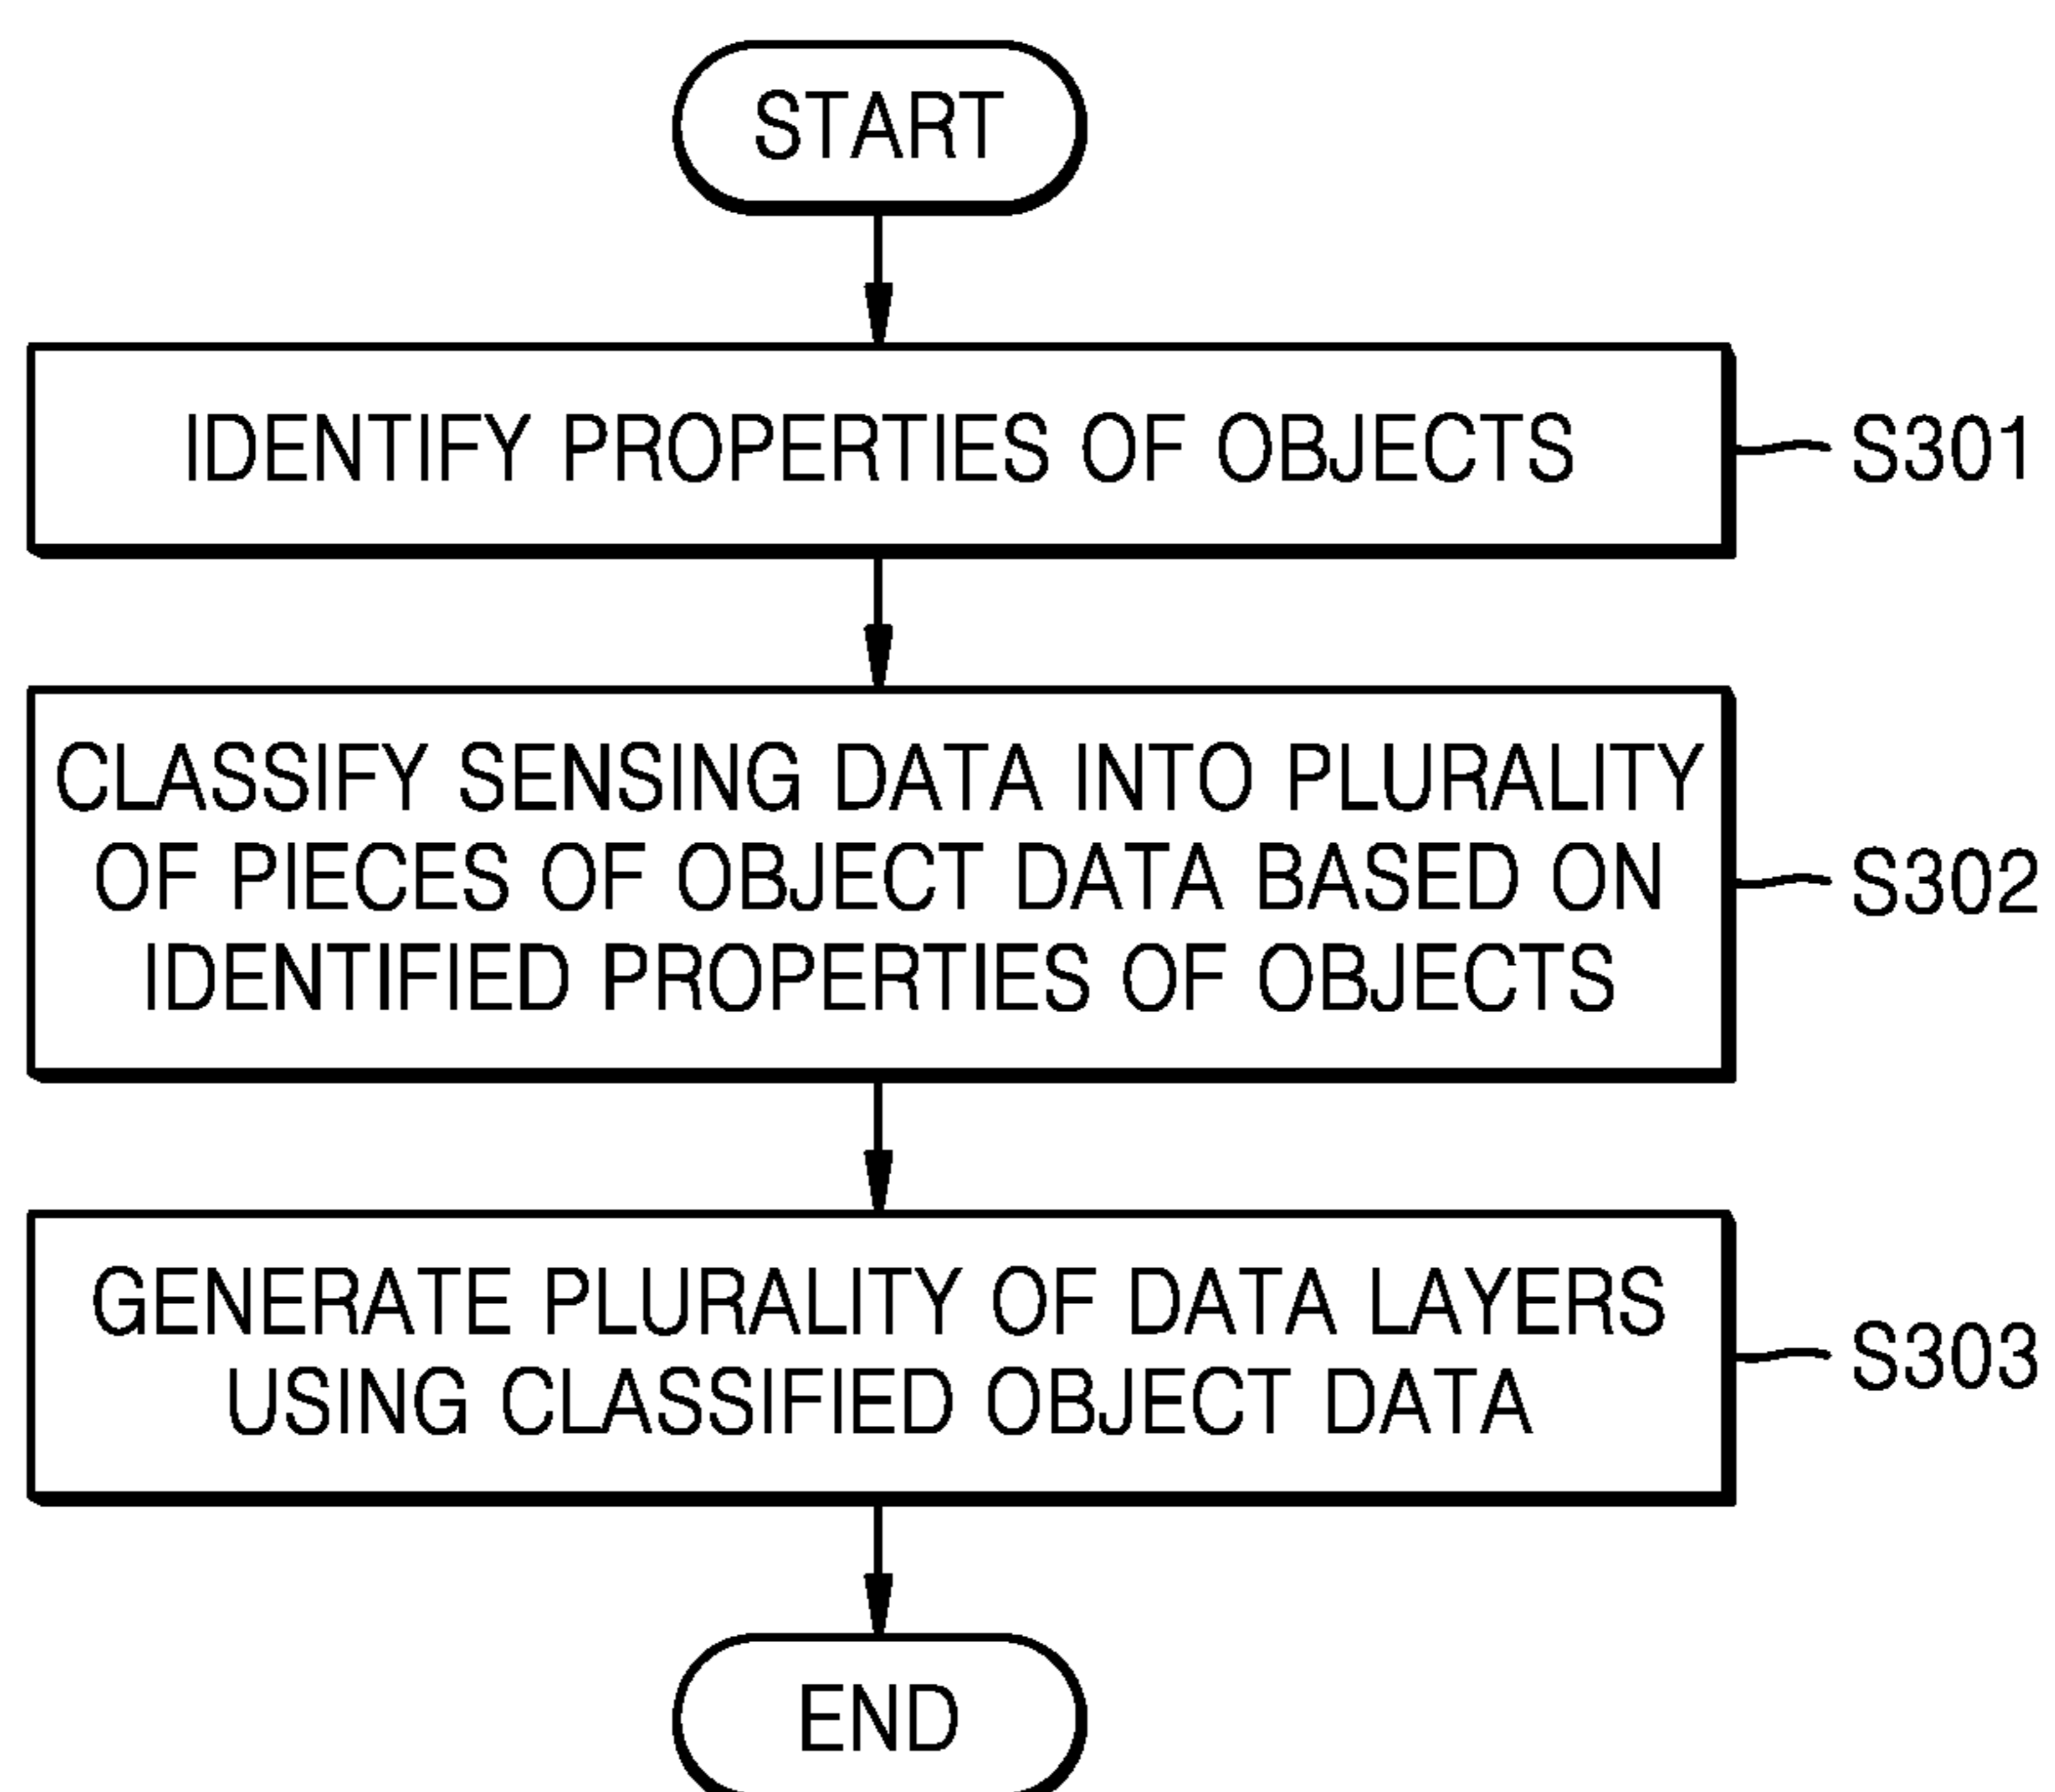 START
IDENTIFY PROPERTIES OF OBJECTS
S301
CLASSIFY SENSING DATA INTO PLURALITY
OF PIECES OF OBJECT DATA BASED ON
IDENTIFIED PROPERTIES OF OBJECTS
S302
GENERATE PLURALITY OF DATA LAYERS
USING CLASSIFIED OBJECT DATA
S303
END